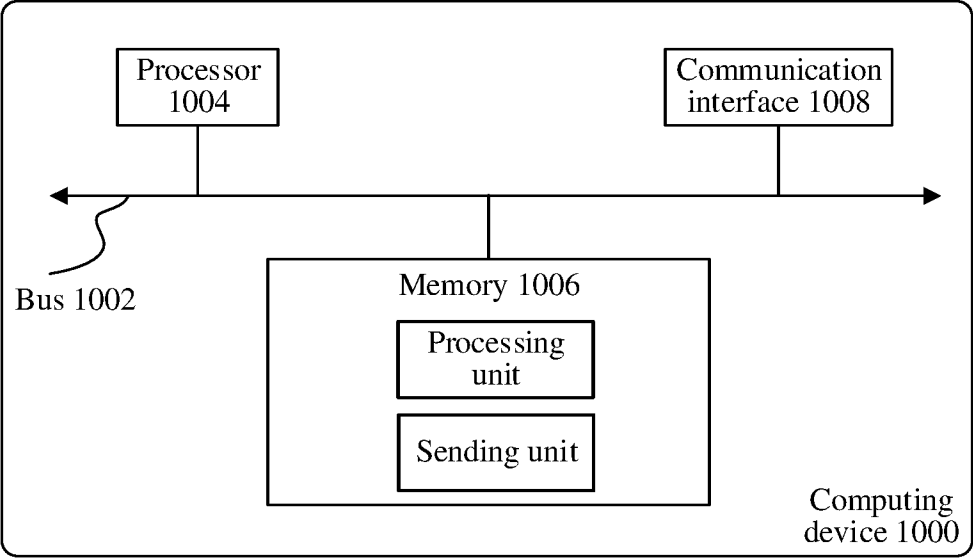 Processor
1004
Communication
interface 1008
Bus 1002
Memory 1006
Processing
unit
Sending unit
Computing
device 1000